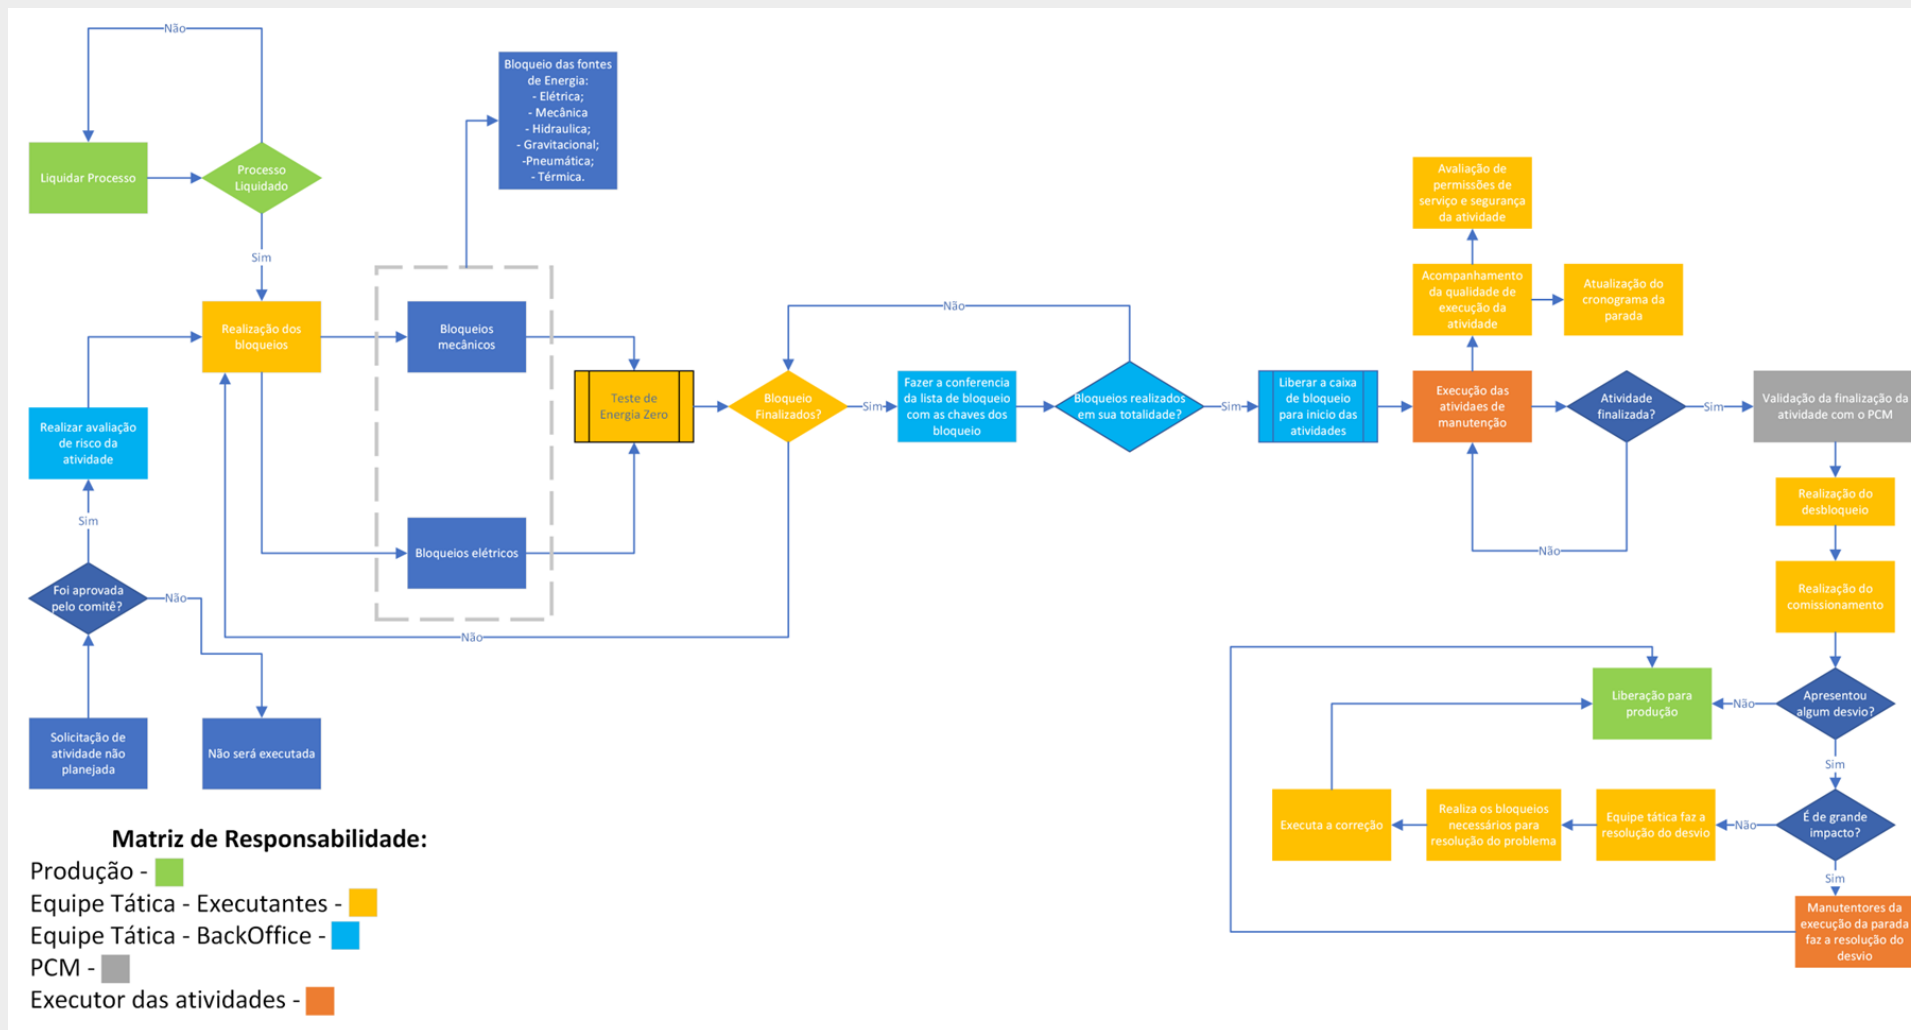 Não
Liquidar Processo
Processo
Liquidado
Sim
Bloqueio das fontes
de Energia:
- Elétrica;
- Mecânica
- Hidraulica;
- Gravitacional;
-Pneumática;
- Térmica.
Realização dos
bloqueios
Bloqueios
mecânicos
Bloqueios elétricos
Realizar avaliação
de risco da
atividade
Sim
Foi aprovada
pelo comitê?
Não
Solicitação de
atividade não
planejada
Não será executada
Teste de
Energia Zero
Bloqueio
Finalizados?
Não
Sim
Fazer a conferencia
da lista de bloqueio
com as chaves dos
bloqueio
Não
Bloqueios realizados
em sua totalidade?
Sim
Liberar a caixa
de bloqueio
para inicio das
atividades
Avaliação de
permissões de
serviço e segurança
da atividade
Acompanhamento
da qualidade de
execução da
atividade
Atualização do
cronograma da
parada
Execução das
atividaes de
manutenção
Atividade
finalizada?
Não
Sim
Validação da finalização da
atividade com o PCM
Realização do
desbloqueio
Realização do
comissionamento
Apresentou
algum desvio?
Não
Liberação para
produção
Sim
É de grande
impacto?
Não
Equipe tática faz a
resolução do desvio
Realiza os bloqueios
necessários para
resolução do problema
Executa a correção
Sim
Manutentores da
execução da parada
faz a resolução do
desvio
Matriz de Responsabilidade:
Produção -
Equipe Tática - Executantes -
Equipe Tática - BackOffice -
PCM -
Executor das atividades -